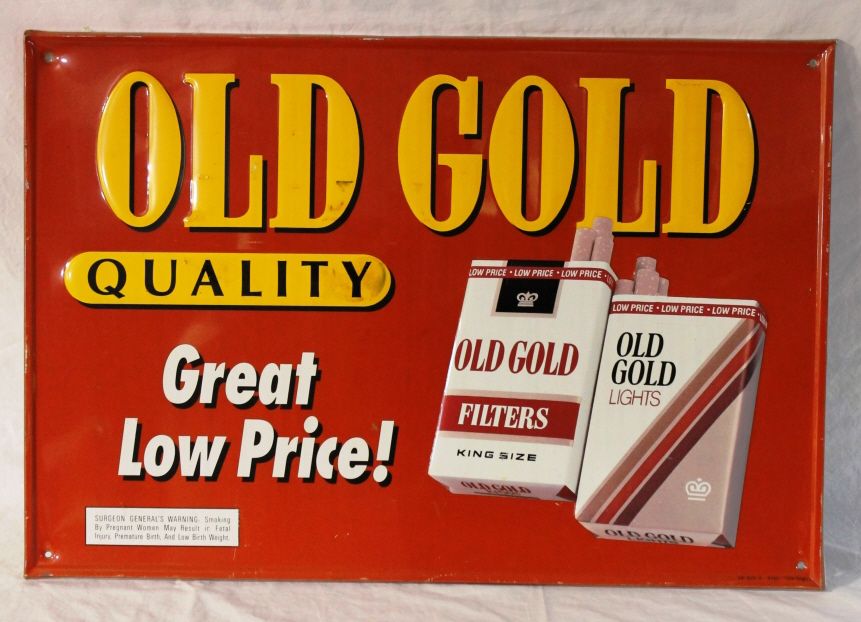 OLD GOLD
QUALITY
Great
Low Price!
SURGEON GENERAL'S WARNING: Smoking
By Pregnant Women May Result in Fetal
Injury, Premature Birth, And Low Birth Weight.
LOW PRICE • LOW PRICE • LOW PRICE
OLD GOLD
FILTERS
KING SIZE
OLD GOLD
LOW PRICE • LOW PRICE • LOW PRICE
OLD
GOLD
LIGHTS
OLD GOLD
LIGHTS